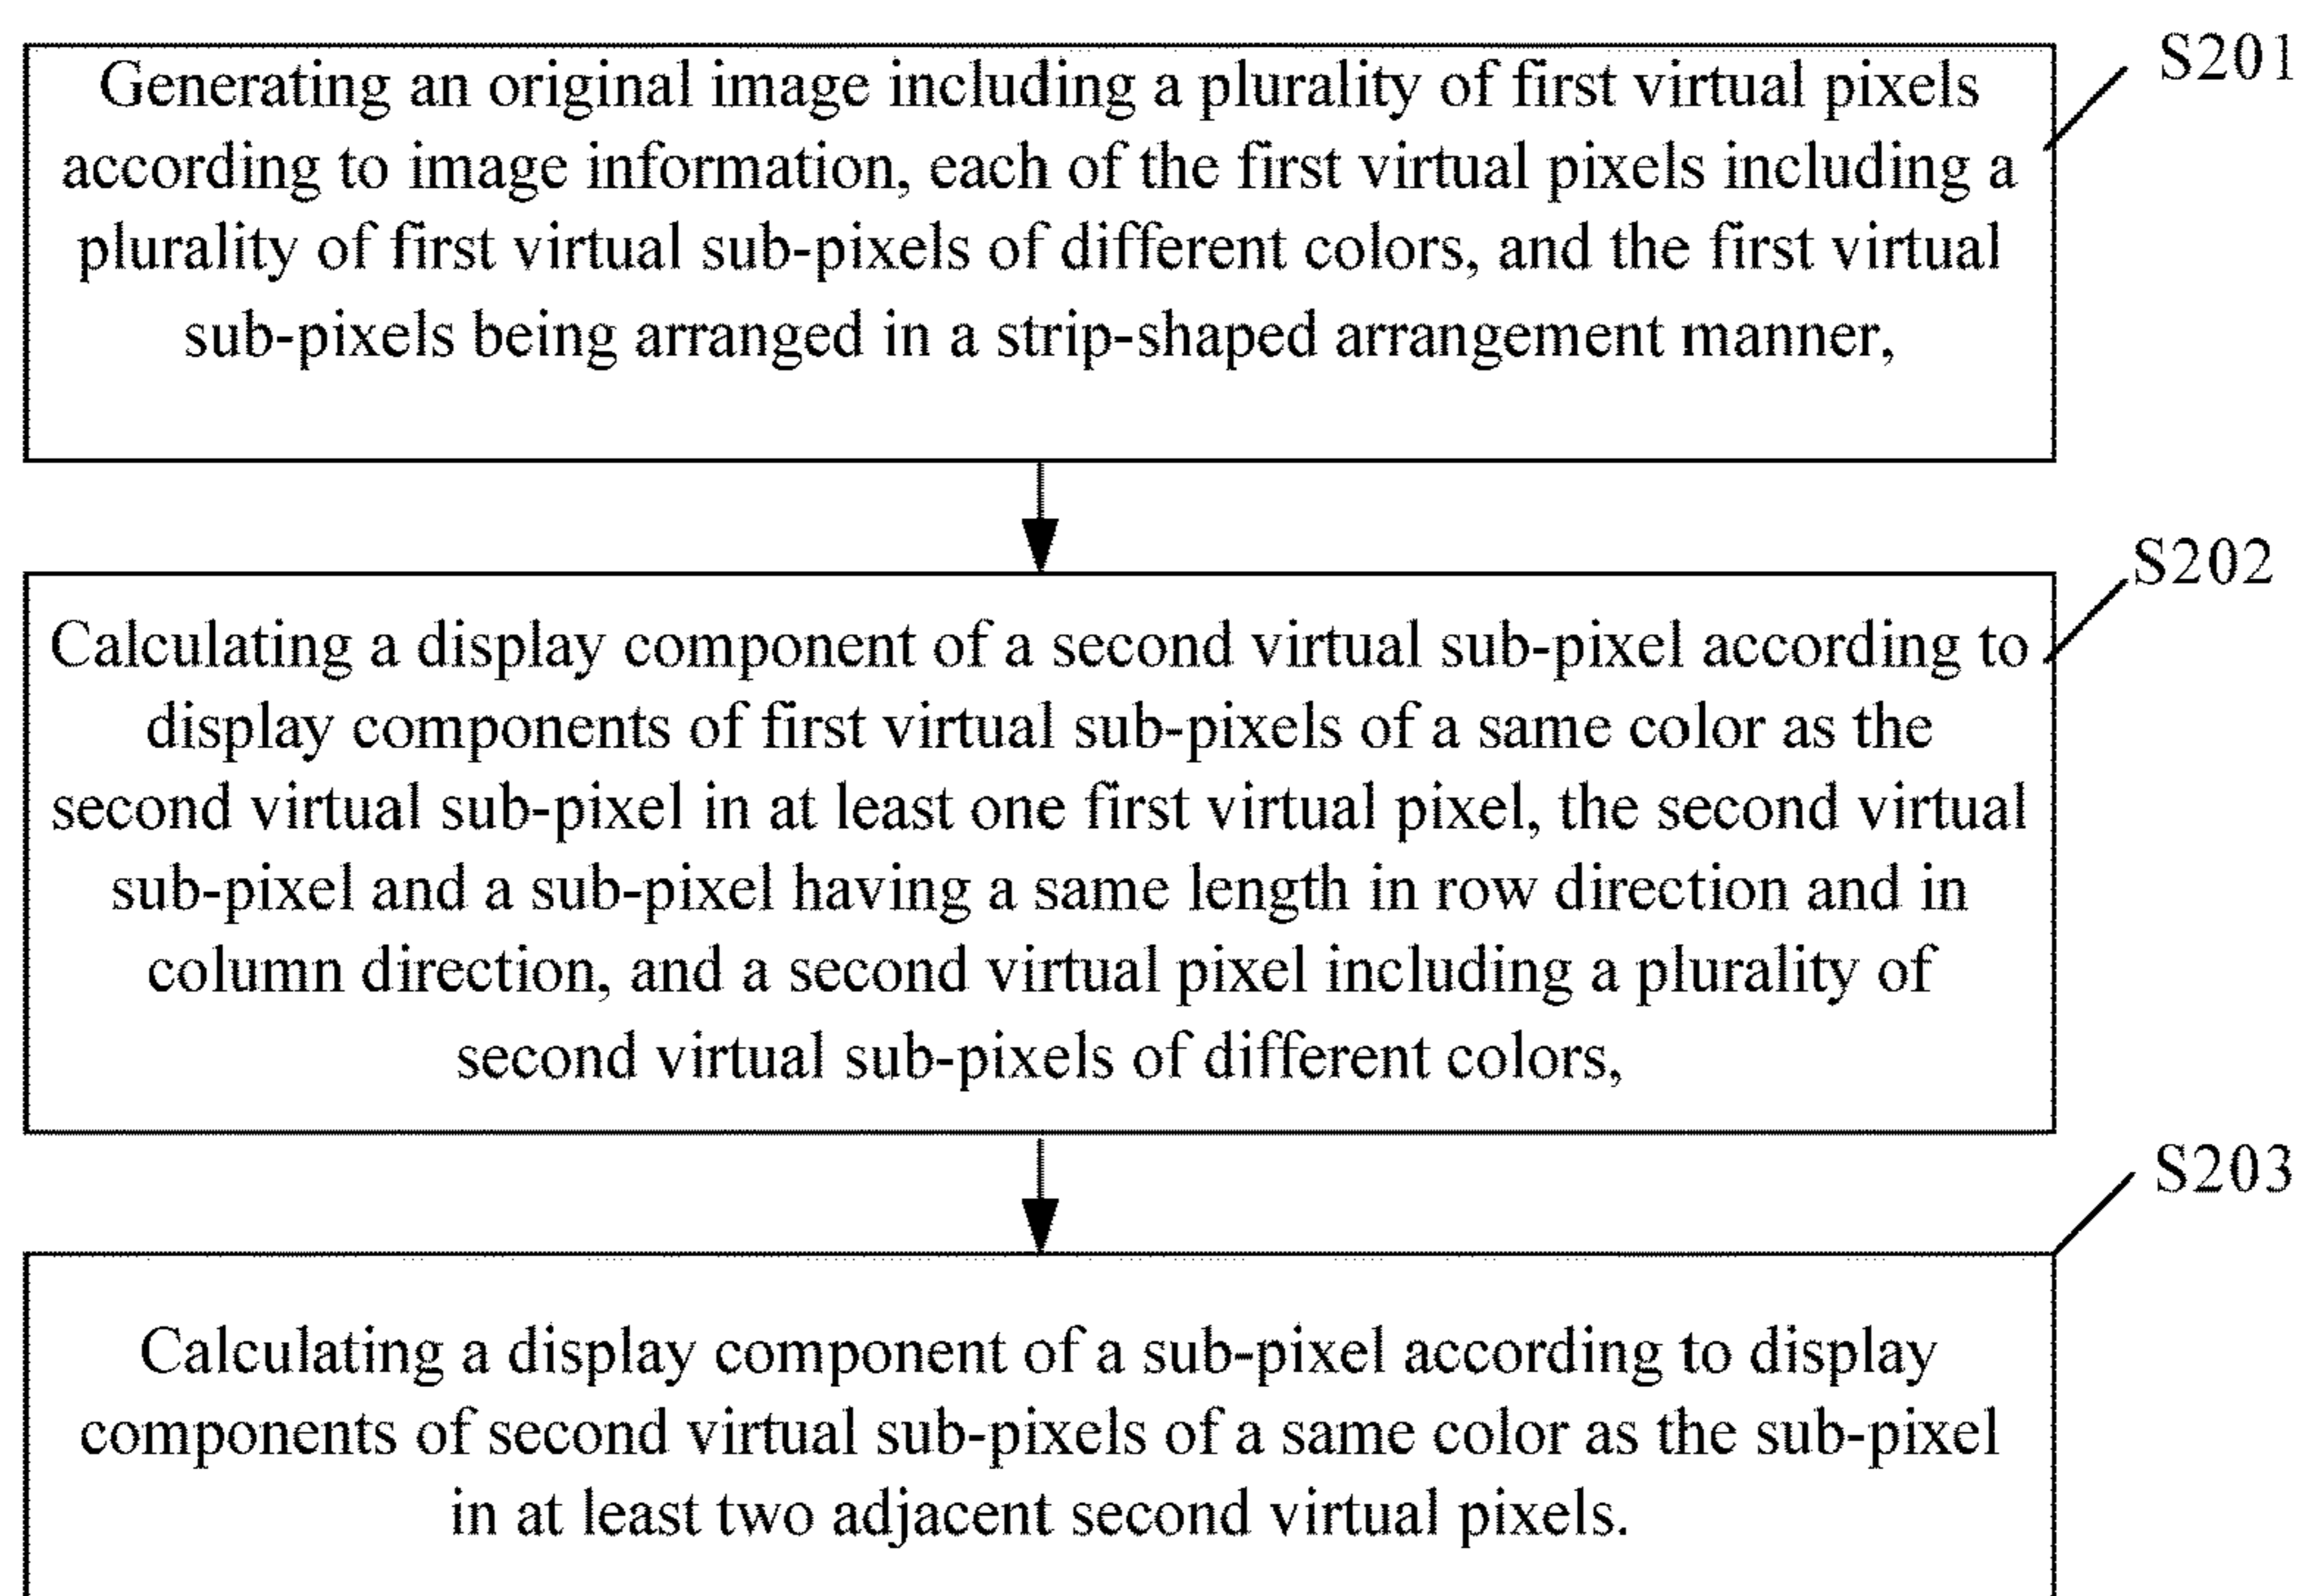 Generating an original image including a plurality of first virtual pixels
according to image information, each of the first virtual pixels including a
plurality of first virtual sub-pixels of different colors, and the first virtual
sub-pixels being arranged in a strip-shaped arrangement manner,
S201
Calculating a display component of a second virtual sub-pixel according to
display components of first virtual sub-pixels of a same color as the
second virtual sub-pixel in at least one first virtual pixel, the second virtual
sub-pixel and a sub-pixel having a same length in row direction and in
column direction, and a second virtual pixel including a plurality of
second virtual sub-pixels of different colors,
S202
Calculating a display component of a sub-pixel according to display
components of second virtual sub-pixels of a same color as the sub-pixel
in at least two adjacent second virtual pixels.
S203